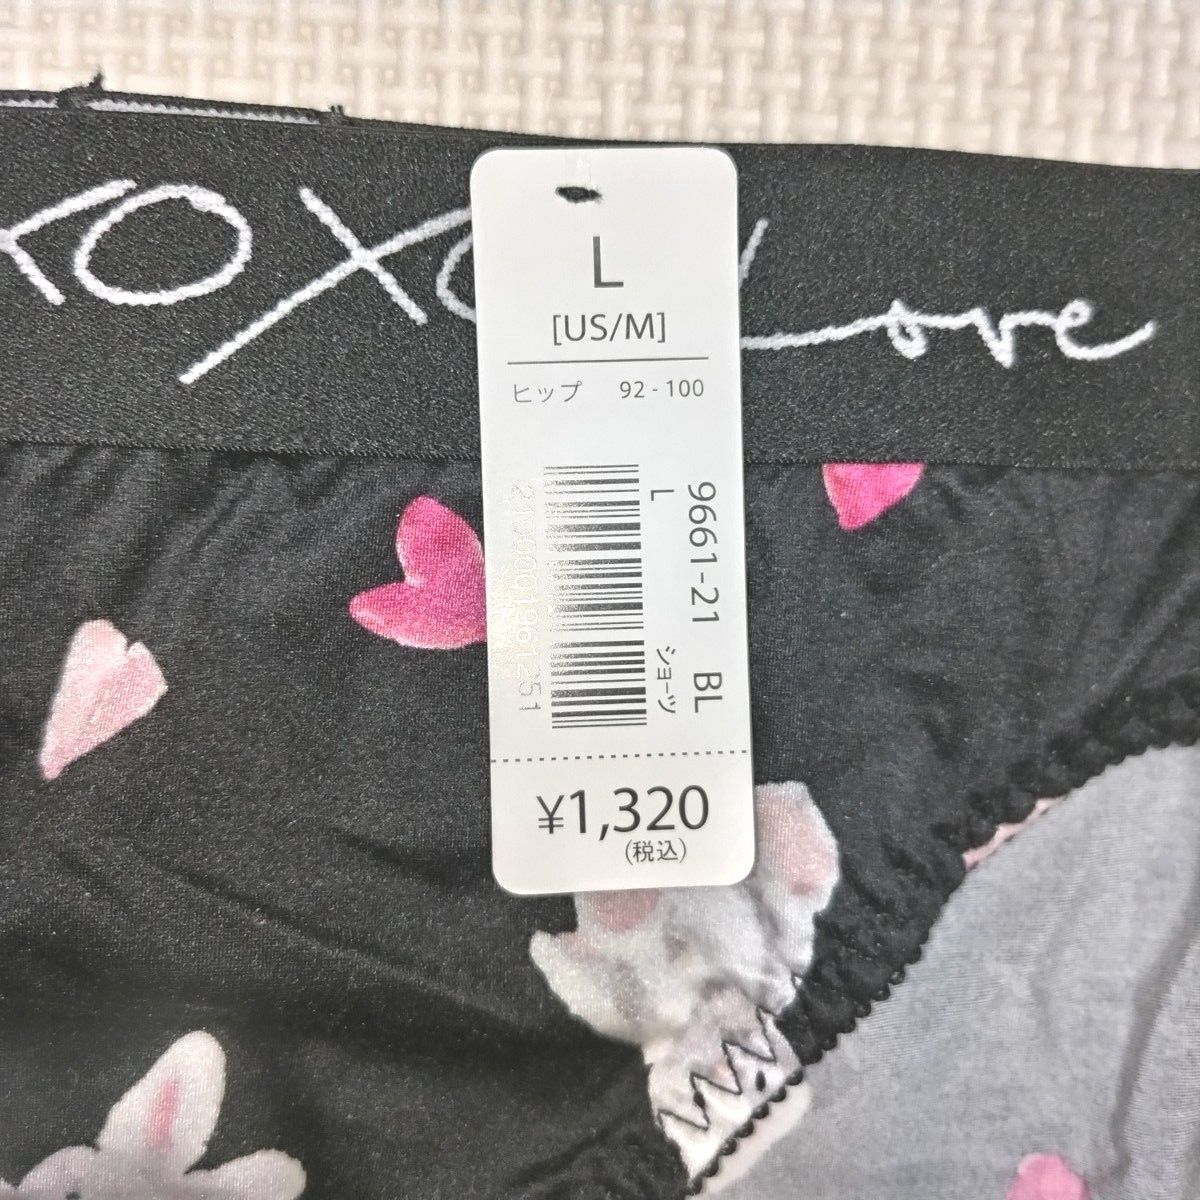 XOXO Love
L
[US/M]
ヒップ 92 - 100
9661-21 BL
L ショーツ
¥1,320
(税込)